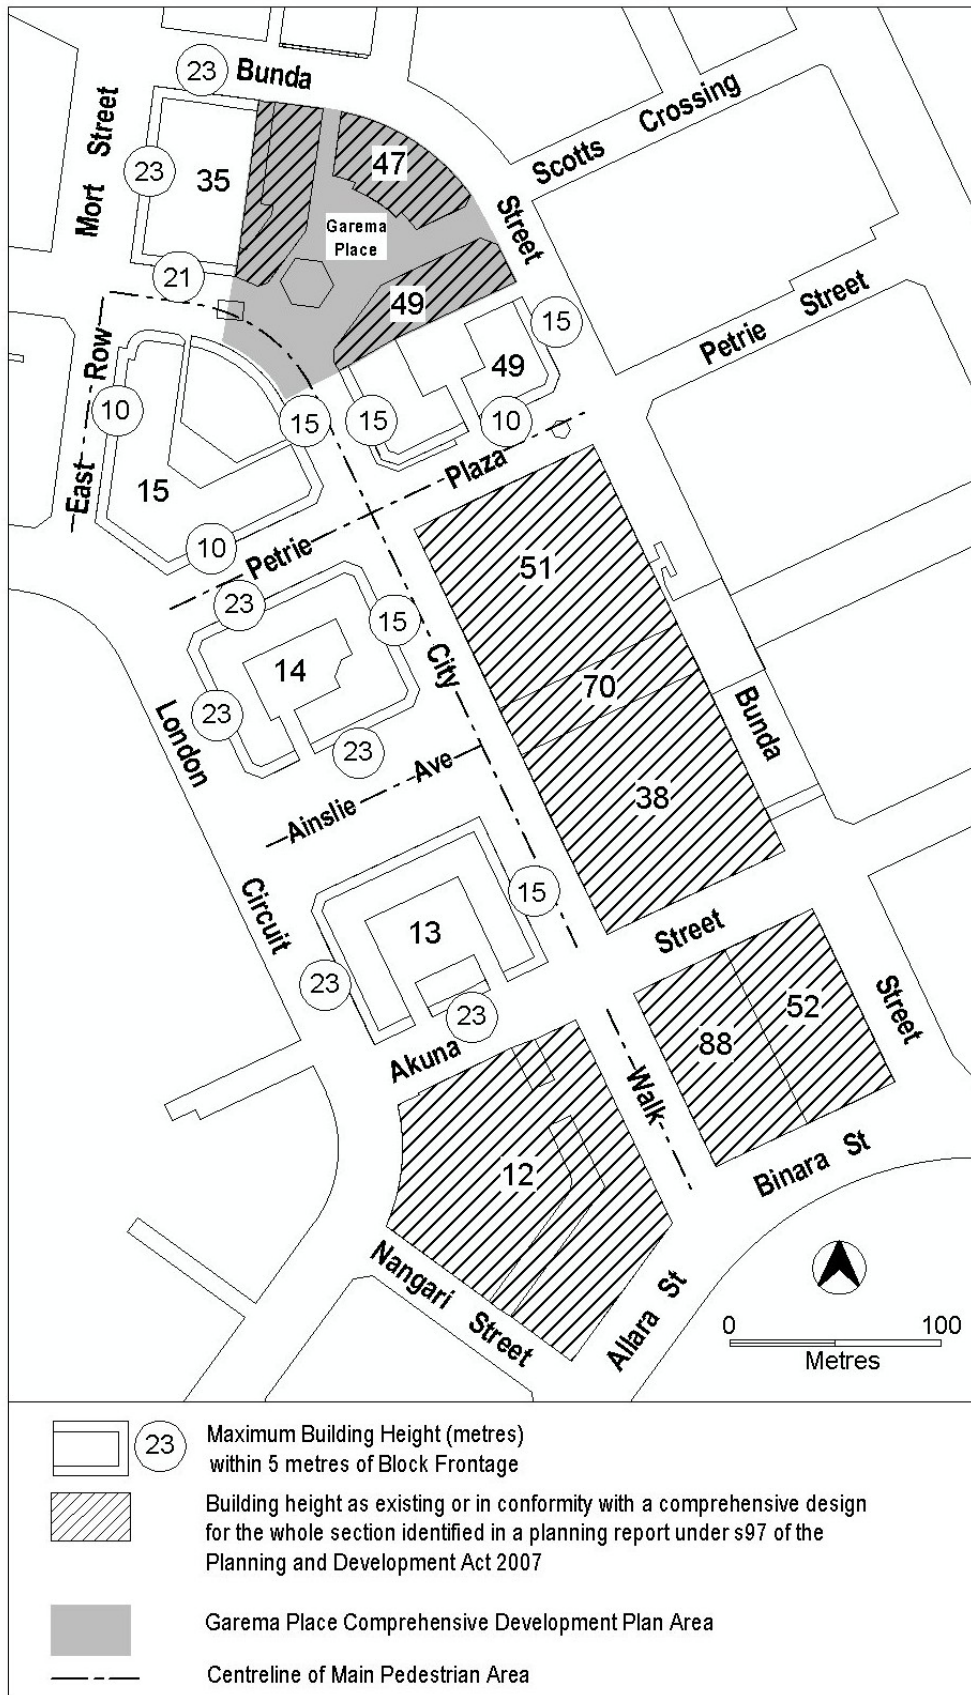 23
Bunda
Scotts Crossing
Mort Street
23
35
47
Garema
Place
Street
21
49
Petrie Street
15
49
East Row
10
15
15
10
15
Plaza
10
Petrie
51
23
15
City
14
70
Bunda
23
London
23
Ainslie Ave
38
15
Circuit
13
Street
23
23
52
Street
88
Akuna
Walk
12
Binara St
Nangari Street
Allara St
0 100
Metres
23
Maximum Building Height (metres)
within 5 metres of Block Frontage
Building height as existing or in conformity with a comprehensive design
for the whole section identified in a planning report under s97 of the
Planning and Development Act 2007
Garema Place Comprehensive Development Plan Area
Centreline of Main Pedestrian Area